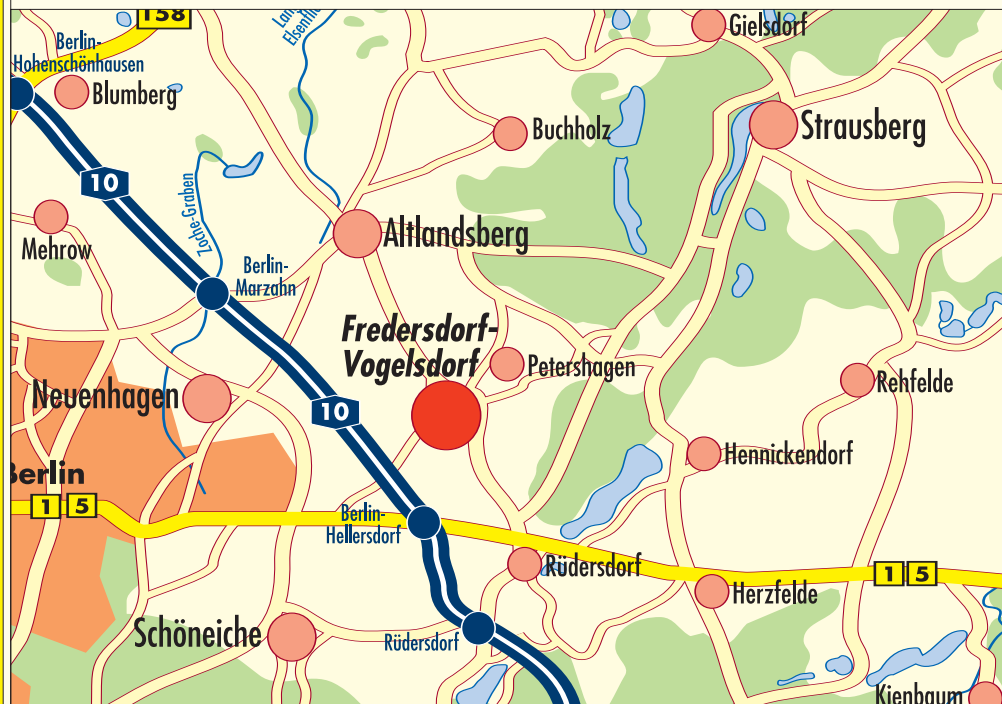 158
Berlin-
Hohenschönhausen
Blumberg
Gielsdorf
Buchholz
Strausberg
10
Zoche-Graben
Mehrow
Altlandsberg
Berlin-
Marzahn
Fredersdorf-
Vogelsdorf
Petershagen
Rehfelde
Neuenhagen
10
Hennickendorf
Berlin
1 5
Berlin-
Hellersdorf
Rüdersdorf
1 5
Herzfelde
Schöneiche
Rüdersdorf
Kienbaum